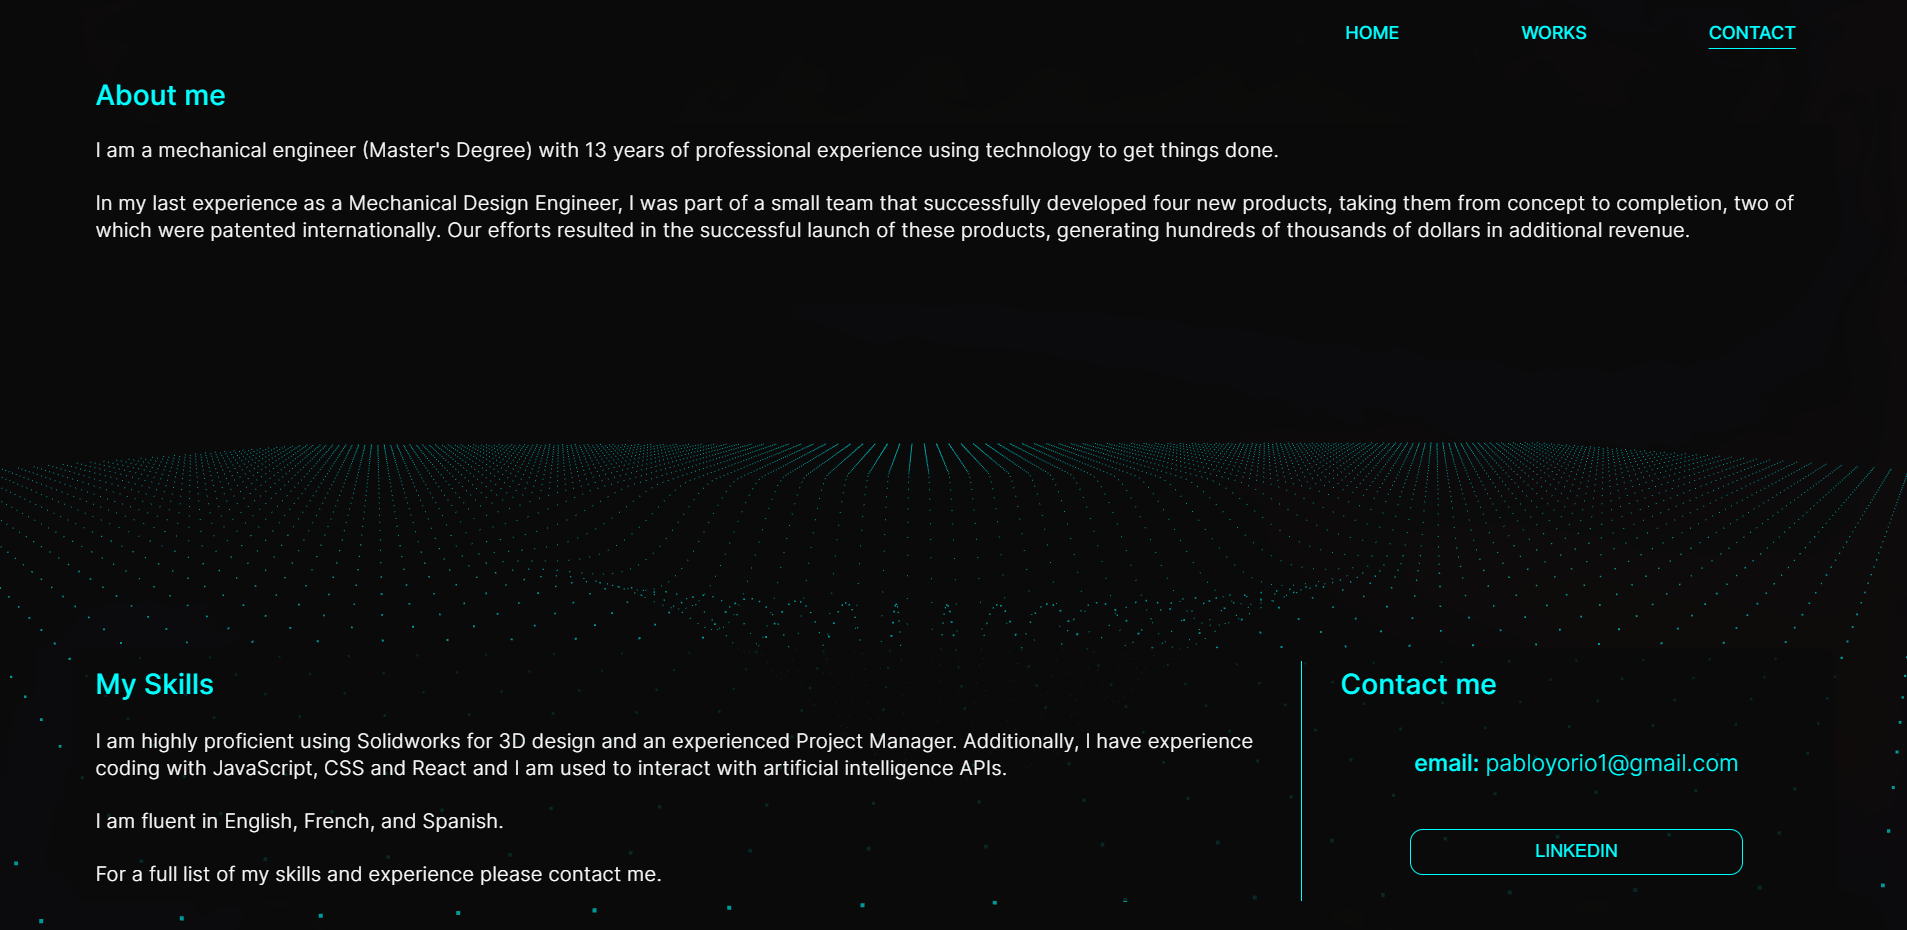 HOME WORKS CONTACT
About me
I am a mechanical engineer (Master's Degree) with 13 years of professional experience using technology to get things done.
In my last experience as a Mechanical Design Engineer, I was part of a small team that successfully developed four new products, taking them from concept to completion, two of
which were patented internationally. Our efforts resulted in the successful launch of these products, generating hundreds of thousands of dollars in additional revenue.
My Skills
I am highly proficient using Solidworks for 3D design and an experienced Project Manager. Additionally, I have experience
coding with JavaScript, CSS and React and I am used to interact with artificial intelligence APIs.
I am fluent in English, French, and Spanish.
For a full list of my skills and experience please contact me.
Contact me
email: pabloyorio1@gmail.com
LINKEDIN